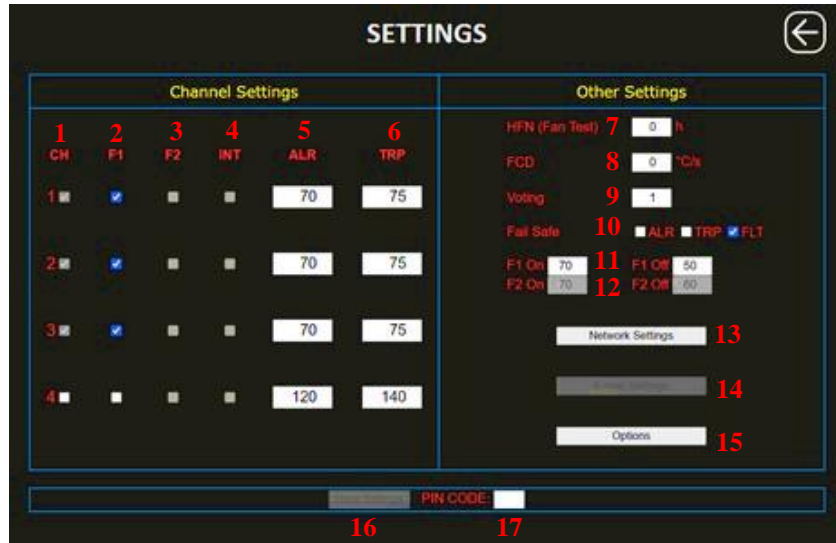 SETTINGS
Channel Settings
Other Settings
1 2 3 4 5 6
CH F1 F2 INT ALR TRP
1 70 75
2 70 75
3 70 75
4 120 140
HFN (Fan Test) 7 0 h
FCD 8 0 °C/s
Voting 9 1
Fail Safe 10 ALR TRP FLT
F1 On 70 11 F1 Off 50
F2 On 70 12 F2 Off 60
Network Settings 13
Settings 14
Options 15
Settings PIN CODE:
16 17